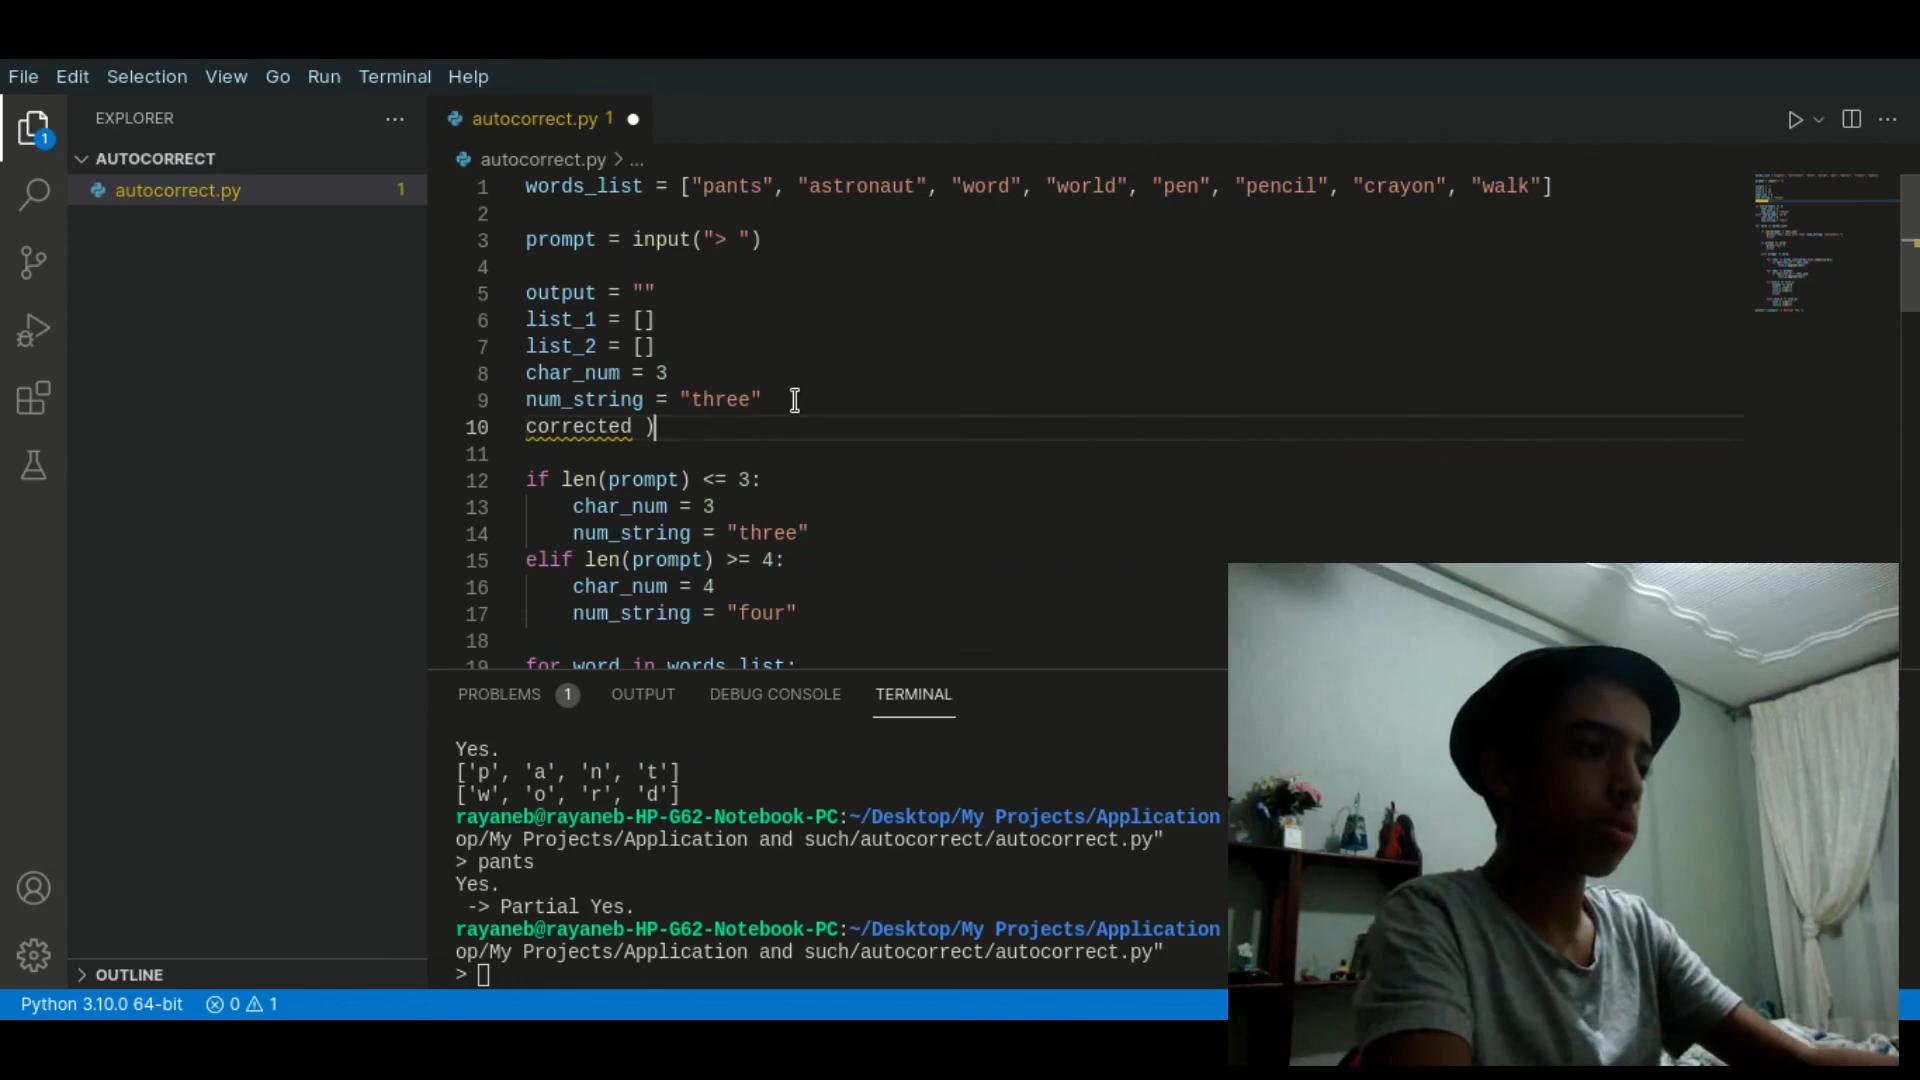 File Edit Selection View Go Run Terminal Help
EXPLORER
autocorrect.py 1
1
AUTOCORRECT
autocorrect.py > ...
autocorrect.py 1
1 words_list = ["pants", "astronaut", "word", "world", "pen", "pencil", "crayon", "walk"]
2
3 prompt = input("> ")
4
5 output = ""
6 list_1 = []
7 list_2 = []
8 char_num = 3
9 num_string = "three"
10 corrected )
11
12 if len(prompt) <= 3:
13 char_num = 3
14 num_string = "three"
15 elif len(prompt) >= 4:
16 char_num = 4
17 num_string = "four"
18
19 for word in words_list:
PROBLEMS 1 OUTPUT DEBUG CONSOLE TERMINAL
Yes.
['p', 'a', 'n', 't']
['w', 'o', 'r', 'd']
rayaneb@rayaneb-HP-G62-Notebook-PC:~/Desktop/My Projects/Application
op/My Projects/Application and such/autocorrect/autocorrect.py"
> pants
Yes.
-> Partial Yes.
rayaneb@rayaneb-HP-G62-Notebook-PC:~/Desktop/My Projects/Application
op/My Projects/Application and such/autocorrect/autocorrect.py"
>
OUTLINE
Python 3.10.0 64-bit 0 1